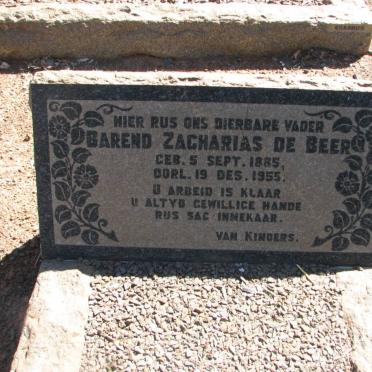 HIER RUS ONS DIERBARE VADER
BAREND ZACHARIAS DE BEER
GEB. 5 SEPT. 1885.
OORL. 19 DES. 1955.
U ARBEID IS KLAAR
U ALTYD GEWILLIGE HANDE
RUS SAG INMEKAAR.
VAN KINDERS.